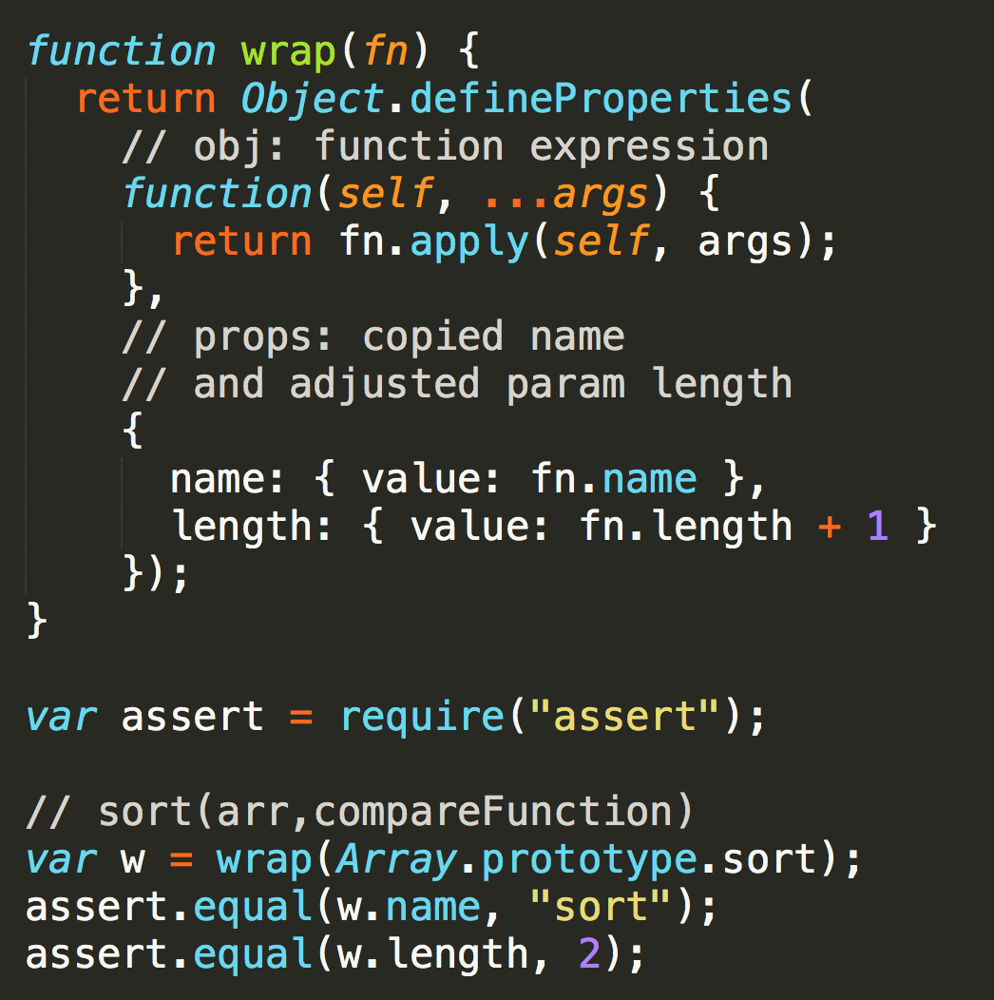 function wrap(fn) {
  return Object.defineProperties(
    // obj: function expression
    function(self, ...args) {
      return fn.apply(self, args);
    },
    // props: copied name
    // and adjusted param length
    {
      name: { value: fn.name },
      length: { value: fn.length + 1 }
    });
}

var assert = require("assert");

// sort(arr,compareFunction)
var w = wrap(Array.prototype.sort);
assert.equal(w.name, "sort");
assert.equal(w.length, 2);